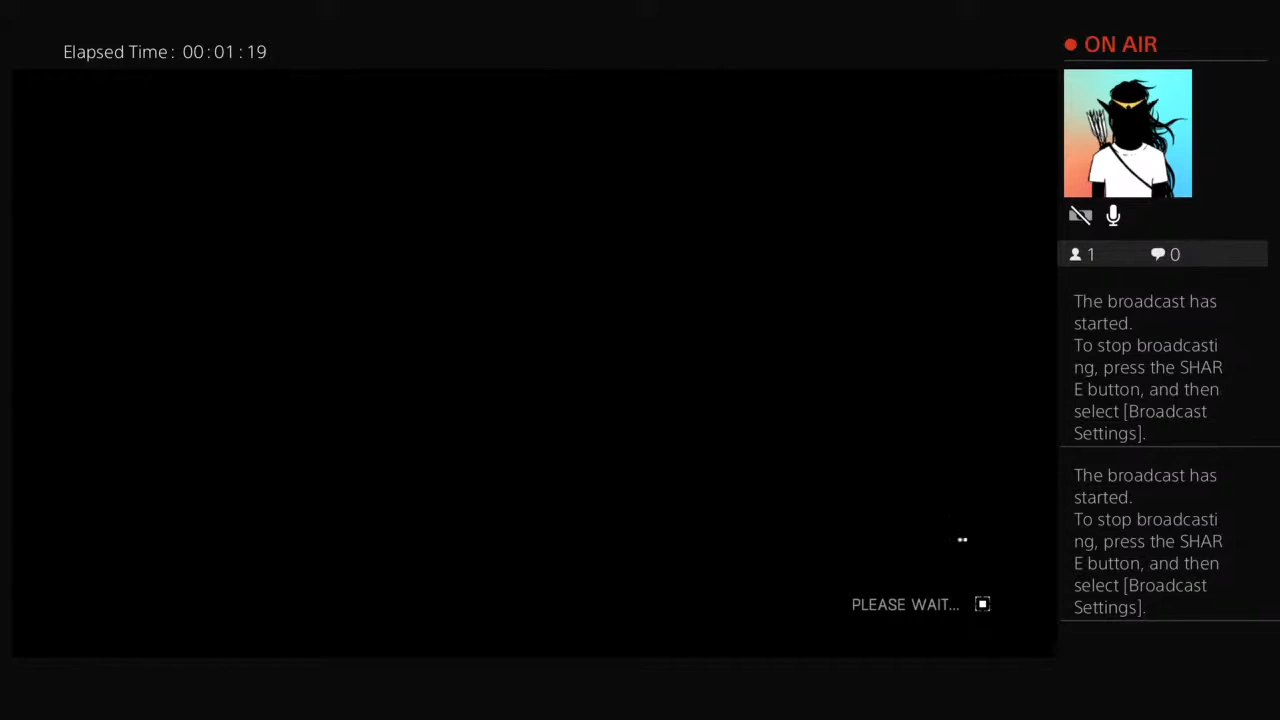 Elapsed Time: 00:01:19
ON AIR
1 0
The broadcast has
started.
To stop broadcasti
ng, press the SHAR
E button, and then
select [Broadcast
Settings].
The broadcast has
started.
To stop broadcasti
ng, press the SHAR
E button, and then
select [Broadcast
Settings].
PLEASE WAIT...